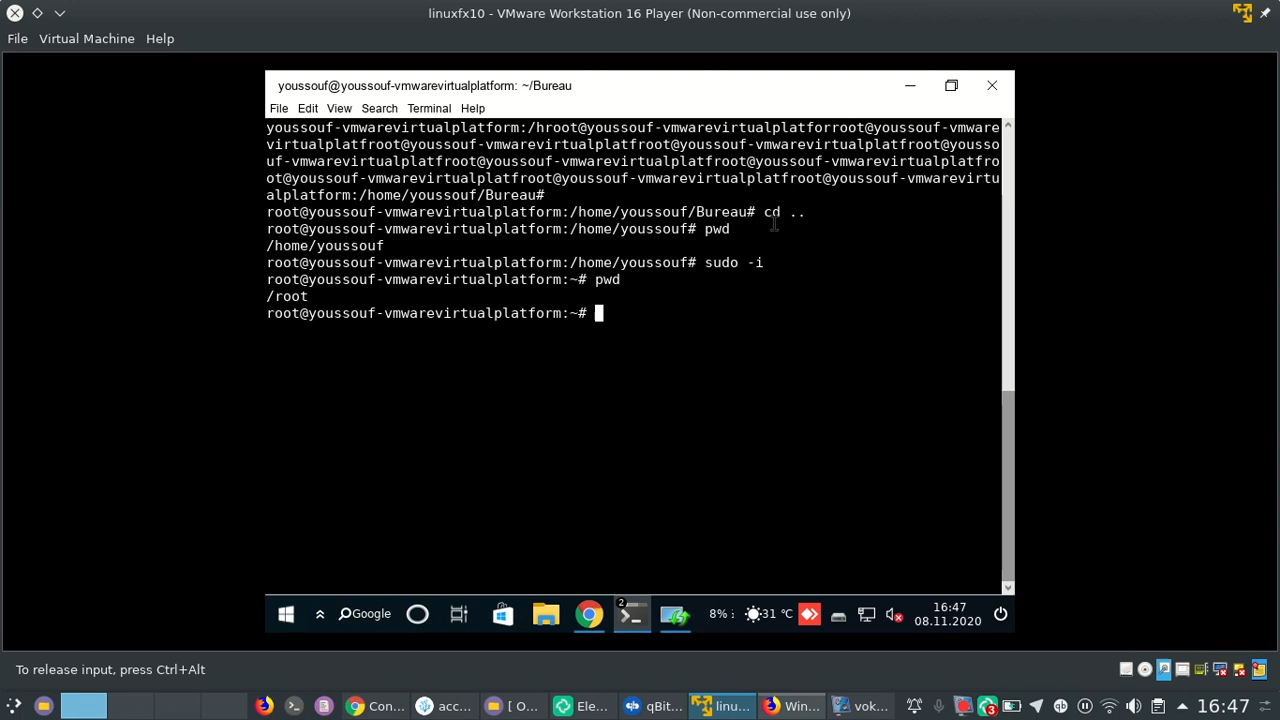 linuxfx10 - VMware Workstation 16 Player (Non-commercial use only)
File Virtual Machine Help
youssouf@youssouf-vmwarevirtualplatform: ~/Bureau
File Edit View Search Terminal Help
youssouf-vmwarevirtualplatform:/hroot@youssouf-vmwarevirtualplatforroot@youssouf-vmware
virtualplatfroot@youssouf-vmwarevirtualplatfroot@youssouf-vmwarevirtualplatfroot@yousso
uf-vmwarevirtualplatfroot@youssouf-vmwarevirtualplatfroot@youssouf-vmwarevirtualplatfro
ot@youssouf-vmwarevirtualplatfroot@youssouf-vmwarevirtualplatfroot@youssouf-vmwarevirtu
alplatform:/home/youssouf/Bureau#
root@youssouf-vmwarevirtualplatform:/home/youssouf/Bureau# cd ..
root@youssouf-vmwarevirtualplatform:/home/youssouf# pwd
/home/youssouf
root@youssouf-vmwarevirtualplatform:/home/youssouf# sudo -i
root@youssouf-vmwarevirtualplatform:~# pwd
/root
root@youssouf-vmwarevirtualplatform:~#
Google
2
8%
31 °C
16:47
08.11.2020
To release input, press Ctrl+Alt
Con...
acc...
[ O...
Ele...
qBit...
linu...
Win...
vok...
3
16:47